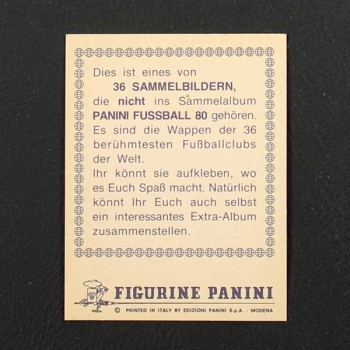 Dies ist eines von
36 SAMMELBILDERN,
die nicht ins Sammelalbum
PANINI FUSSBALL 80 gehören.
Es sind die Wappen der 36
berühmtesten Fußballclubs
der Welt.
Ihr könnt sie aufkleben, wo
es Euch Spaß macht. Natürlich
könnt Ihr Euch auch selbst
ein interessantes Extra-Album
zusammenstellen.
FIGURINE PANINI
© PRINTED IN ITALY BY EDIZIONI PANINI S.p.A. - MODENA